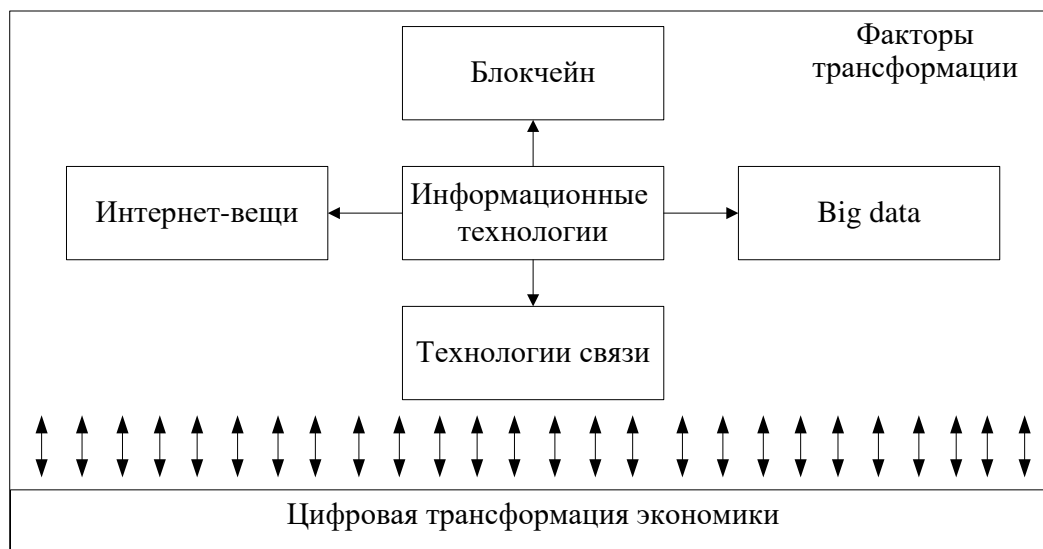 Факторы
трансформации
Блокчейн
Интернет-вещи
Информационные
технологии
Big data
Технологии связи
Цифровая трансформация экономики